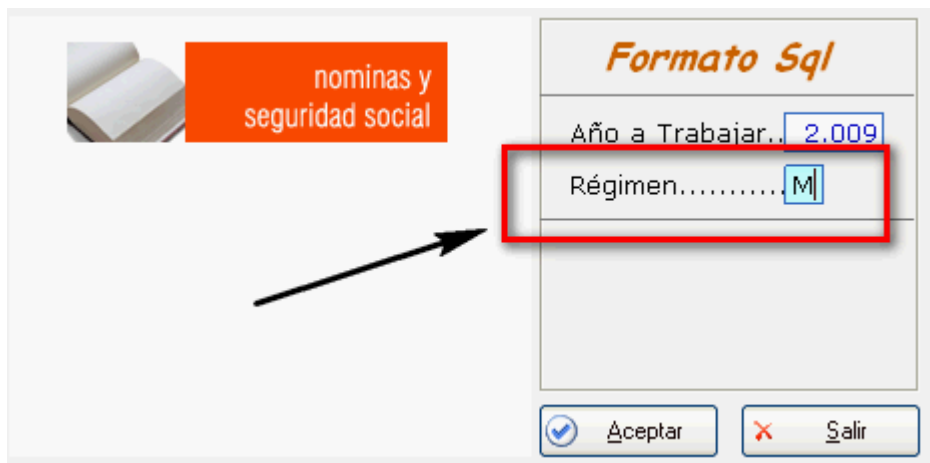 nominas y
seguridad social
Formato Sql
Año a Trabajar.. 2.009
Régimen........... M
Aceptar
Salir